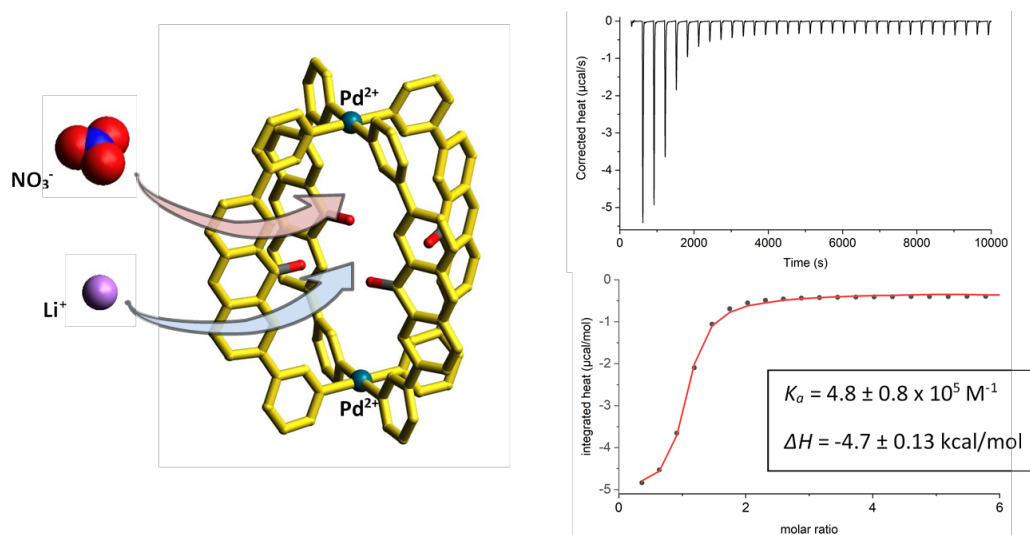 Pd2+
NO3-
Li+
Pd2+
0
-1
-2
-3
-4
-5
Corrected heat (µcal/s)
0 2000 4000 6000 8000 10000
Time (s)
0
-1
-2
-3
-4
-5
integrated heat (µcal/mol)
Ka = 4.8 ± 0.8 x 10^5 M^-1
ΔH = -4.7 ± 0.13 kcal/mol
0 2 4 6
molar ratio